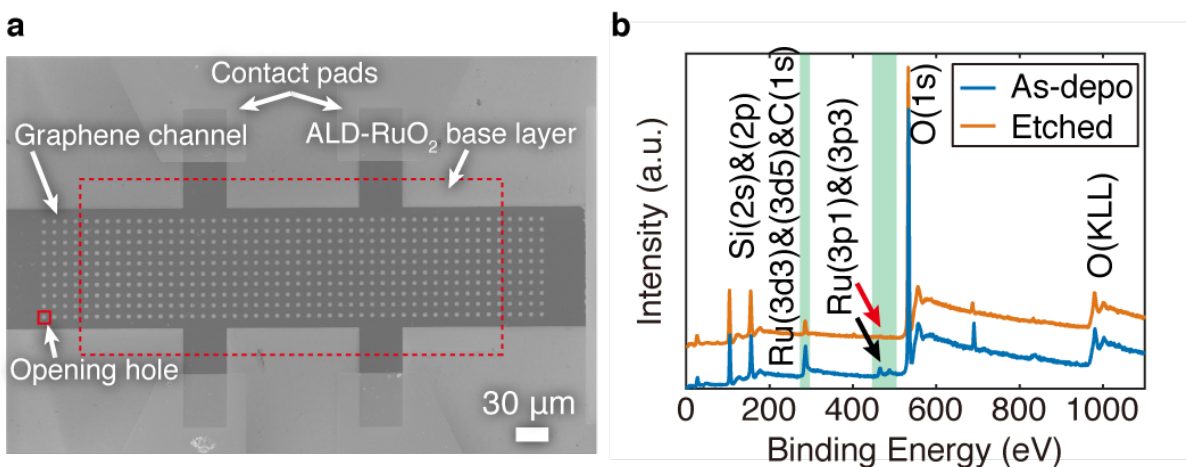 a
Contact pads
Graphene channel
ALD-RuO₂ base layer
Opening hole
30 μm
b
Intensity (a.u.)
Si(2s)&(2p)
Ru(3d3)&(3d5)&C(1s)
Ru(3p1)&(3p3)
O(1s)
O(KLL)
As-depo
Etched
0 200 400 600 800 1000
Binding Energy (eV)